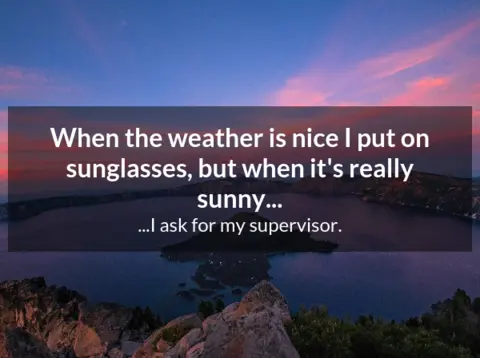 When the weather is nice I put on
sunglasses, but when it's really
sunny...
...I ask for my supervisor.